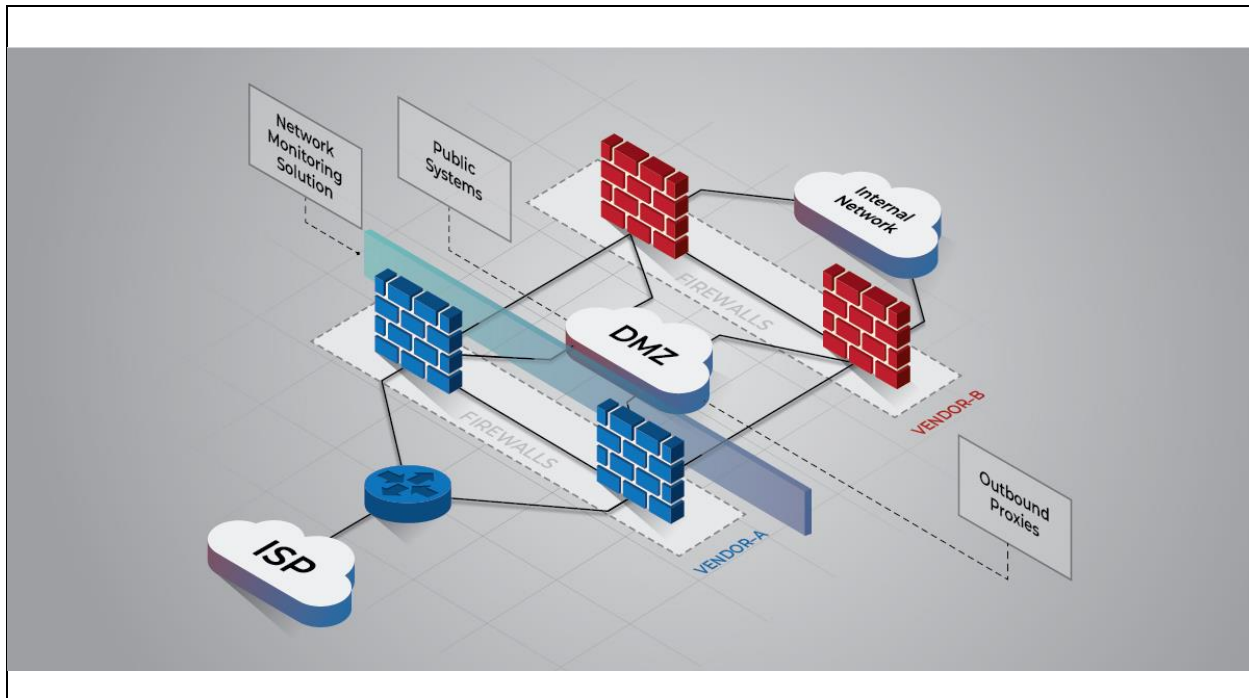 Network
Monitoring
Solution
Public
Systems
Internal
Network
FIREWALLS
DMZ
VENDOR-B
FIREWALLS
Outbound
Proxies
VENDOR-A
ISP